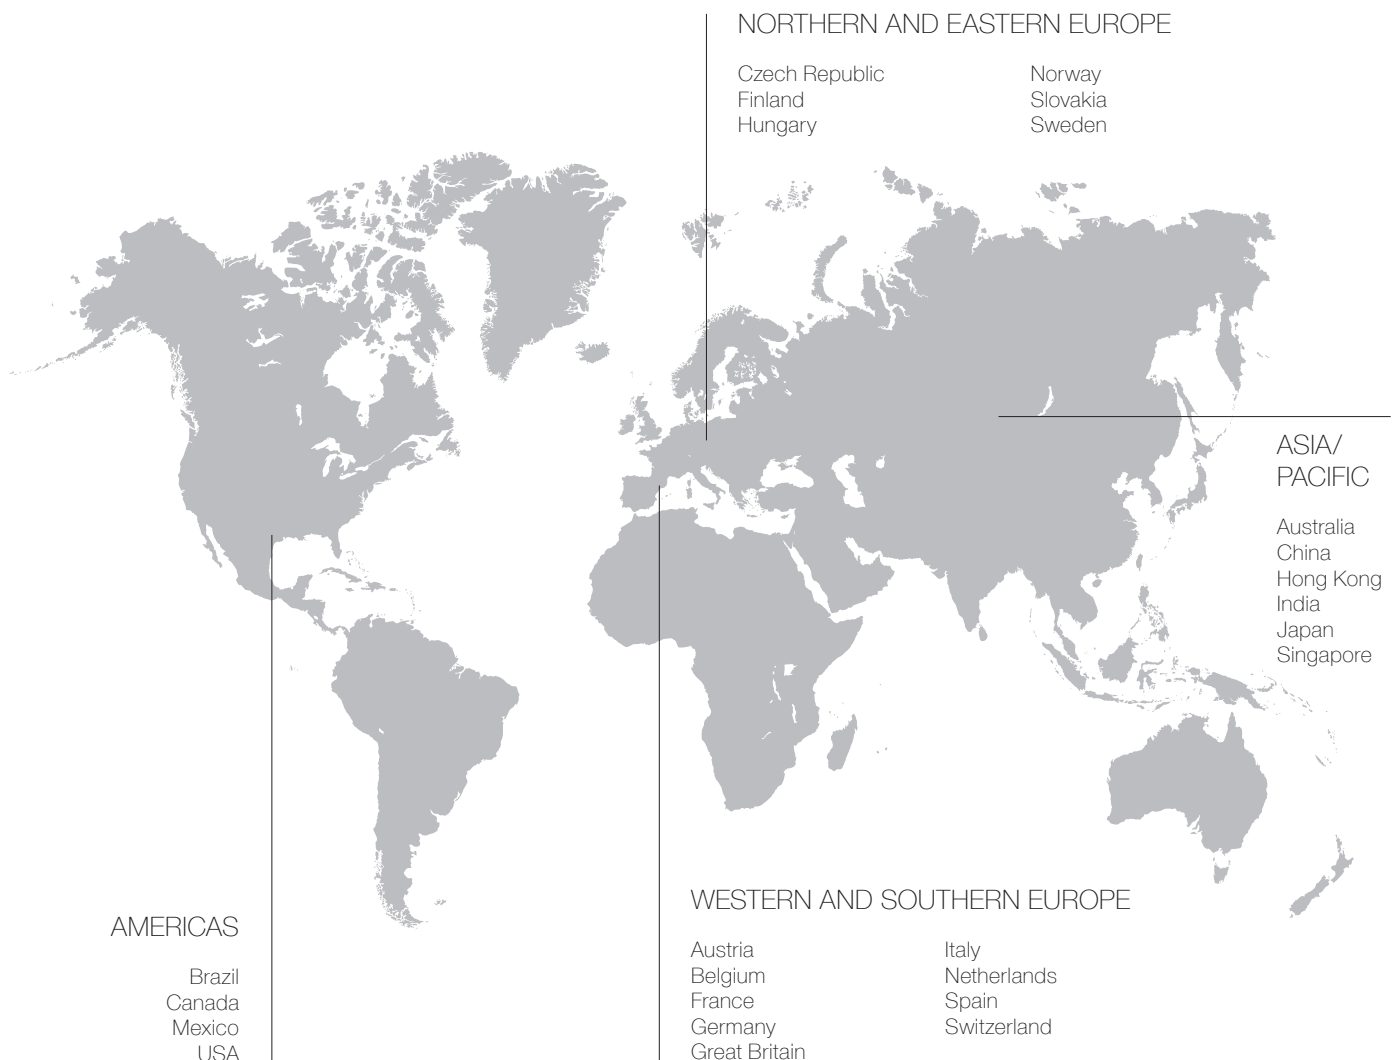 NORTHERN AND EASTERN EUROPE
Czech Republic
Finland
Hungary
Norway
Slovakia
Sweden
ASIA/
PACIFIC
Australia
China
Hong Kong
India
Japan
Singapore
AMERICAS
Brazil
Canada
Mexico
USA
WESTERN AND SOUTHERN EUROPE
Austria
Belgium
France
Germany
Great Britain
Italy
Netherlands
Spain
Switzerland